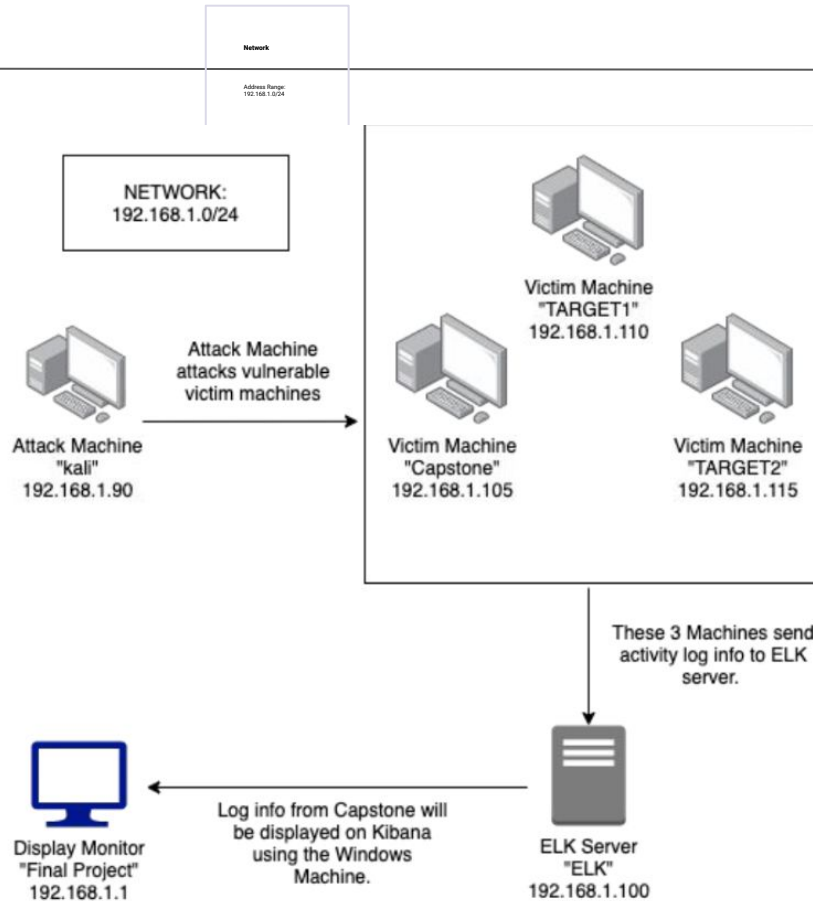 Network
Address Range:
192.168.1.0/24
NETWORK:
192.168.1.0/24
Victim Machine
"TARGET1"
192.168.1.110
Attack Machine
attacks vulnerable
victim machines
Attack Machine
"kali"
192.168.1.90
Victim Machine
"Capstone"
192.168.1.105
Victim Machine
"TARGET2"
192.168.1.115
These 3 Machines send
activity log info to ELK
server.
Display Monitor
"Final Project"
192.168.1.1
Log info from Capstone will
be displayed on Kibana
using the Windows
Machine.
ELK Server
"ELK"
192.168.1.100